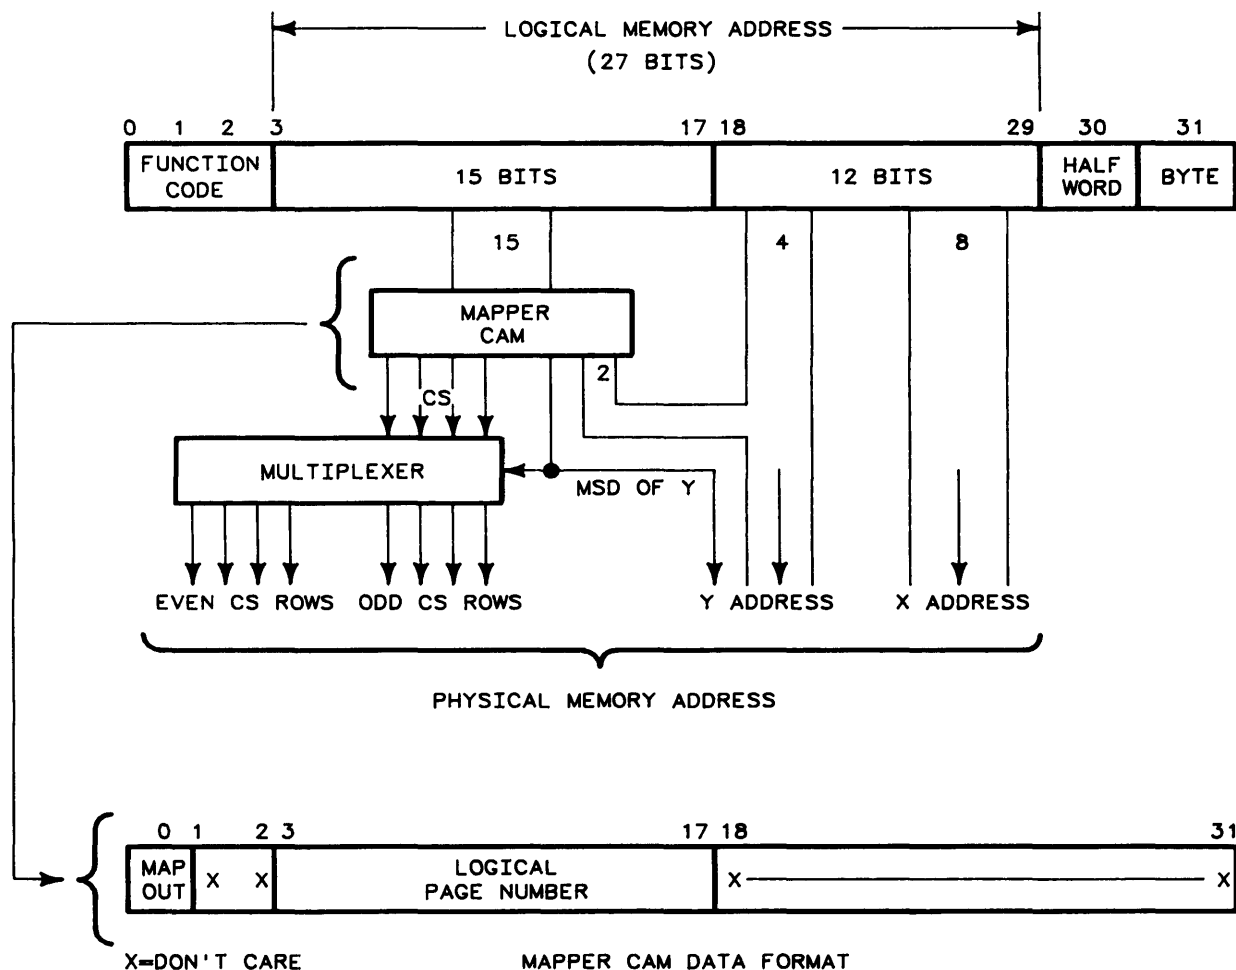 LOGICAL MEMORY ADDRESS
(27 BITS)
0 1 2 3 17 18 29 30 31
FUNCTION CODE 15 BITS 12 BITS HALF WORD BYTE
15 4 8
MAPPER
CAM
2
CS
MULTIPLEXER
MSD OF Y
EVEN CS ROWS ODD CS ROWS Y ADDRESS X ADDRESS
PHYSICAL MEMORY ADDRESS
0 1 2 3 17 18 31
MAP OUT X X LOGICAL PAGE NUMBER X X
X=DON'T CARE MAPPER CAM DATA FORMAT